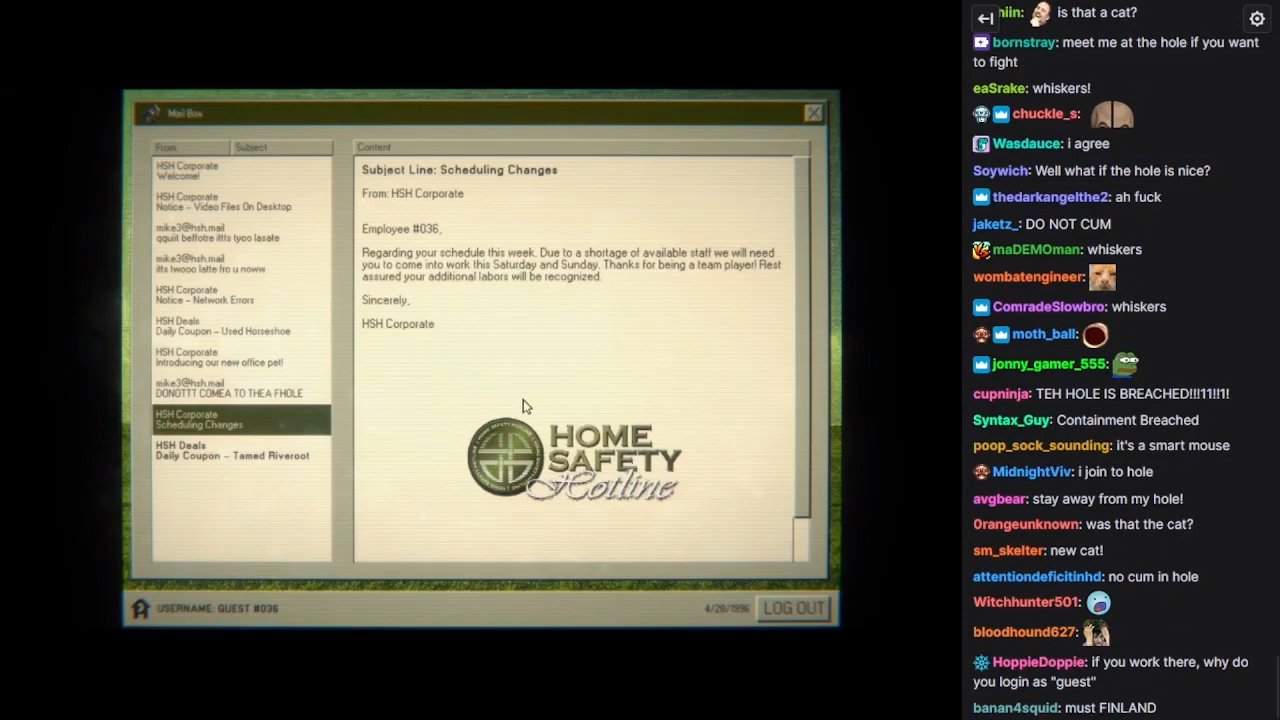 Mail Box
From Subject
HSH Corporate
Welcome!
HSH Corporate
Notice - Video Files On Desktop
mike3@hsh.mail
qquit beffotre ittts tyoo lasate
mike3@hsh.mail
itts twooo latte fro u noww
HSH Corporate
Notice - Network Errors
HSH Deals
Daily Coupon - Used Horseshoe
HSH Corporate
Introducing our new office pet!
mike3@hsh.mail
DONOTTT COMEA TO THEA FHOLE
HSH Corporate
Scheduling Changes
HSH Deals
Daily Coupon - Tamed Riveroot
Content
Subject Line: Scheduling Changes
From: HSH Corporate
Employee #036,
Regarding your schedule this week. Due to a shortage of available staff we will need
you to come into work this Saturday and Sunday. Thanks for being a team player! Rest
assured your additional labors will be recognized.
Sincerely,
HSH Corporate
HOME
SAFETY
Hotline
USERNAME: GUEST #036
4/28/1996
LOG OUT
hiin: is that a cat?
bornstray: meet me at the hole if you want
to fight
eaSrake: whiskers!
chuckle_s:
Wasdauce: i agree
Soywich: Well what if the hole is nice?
thedarkangelthe2: ah fuck
jaketz_: DO NOT CUM
maDEMOman: whiskers
wombatengineer:
ComradeSlowbro: whiskers
moth_ball:
jonny_gamer_555:
cupninja: TEH HOLE IS BREACHED!!!11!!1!
Syntax_Guy: Containment Breached
poop_sock_sounding: it's a smart mouse
MidnightViv: i join to hole
avgbear: stay away from my hole!
0rangeunknown: was that the cat?
sm_skelter: new cat!
attentiondeficitinhd: no cum in hole
Witchhunter501:
bloodhound627:
HoppieDoppie: if you work there, why do
you login as "guest"
banan4squid: must FINLAND